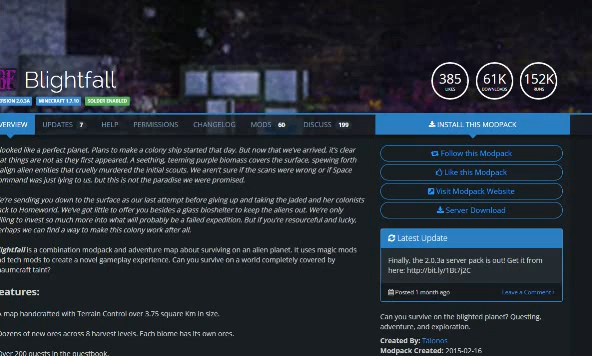 Blightfall
385
LIKES
61K
DOWNLOADS
152K
RUNS
VERSION 2.0.3A MINECRAFT 1.7.10 SOLDER ENABLED
OVERVIEW UPDATES 7 HELP PERMISSIONS CHANGELOG MODS 60 DISCUSS 199
INSTALL THIS MODPACK
looked like a perfect planet. Plans to make a colony ship started that day. But now that we've arrived, it's clear
at things are not as they first appeared. A seething, teeming purple biomass covers the surface, spewing forth
align alien entities that cruelly murdered the initial scouts. We aren't sure if the scans were wrong or if Space
ommand was just lying to us, but this is not the paradise we were promised.
e're sending you down to the surface as our last attempt before giving up and taking the Jaded and her colonists
ack to Homeworld. We've got little to offer you besides a glass bioshelter to keep the aliens out. We're only
illing to invest so much more into what will probably be a failed expedition. But if you're resourceful and lucky,
erhaps we can find a way to make this colony work after all.
lightfall is a combination modpack and adventure map about surviving on an alien planet. It uses magic mods
nd tech mods to create a novel gameplay experience. Can you survive on a world completely covered by
haumcraft taint?
eatures:
A map handcrafted with Terrain Control over 3.75 square Km in size.
Dozens of new ores across 8 harvest levels. Each biome has its own ores.
Over 200 quests in the questbook.
Follow this Modpack
Like this Modpack
Visit Modpack Website
Server Download
Latest Update
Finally, the 2.0.3a server pack is out! Get it from
here: http://bit.ly/1Bt7j2C
Posted 1 month ago Leave a Comment
Can you survive on the blighted planet? Questing,
adventure, and exploration.
Created By: Talonos
Modpack Created: 2015-02-16